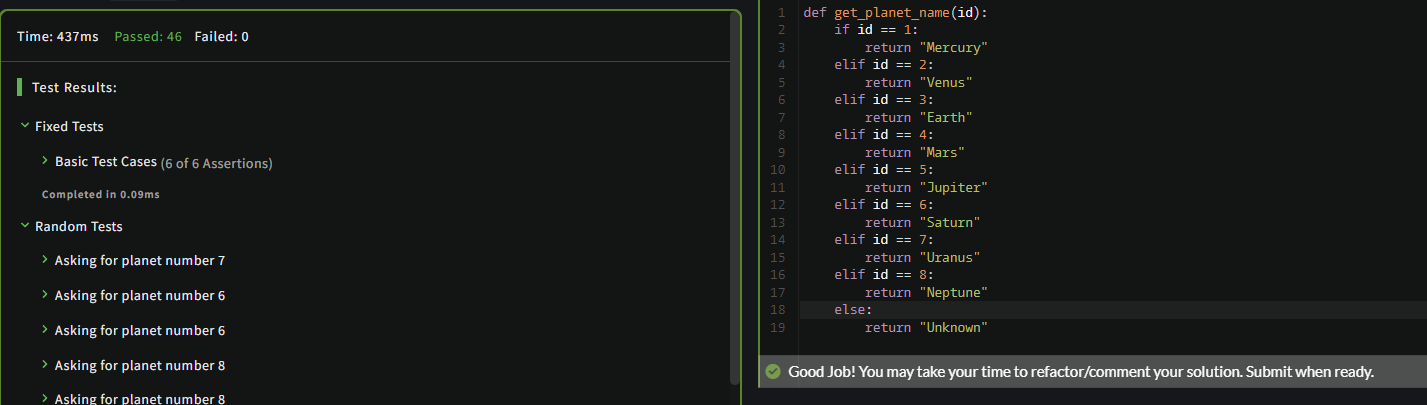 Time: 437ms Passed: 46 Failed: 0
Test Results:
Fixed Tests
Basic Test Cases (6 of 6 Assertions)
Completed in 0.09ms
Random Tests
Asking for planet number 7
Asking for planet number 6
Asking for planet number 6
Asking for planet number 8
Asking for planet number 8
1 def get_planet_name(id):
2     if id == 1:
3         return "Mercury"
4     elif id == 2:
5         return "Venus"
6     elif id == 3:
7         return "Earth"
8     elif id == 4:
9         return "Mars"
10     elif id == 5:
11         return "Jupiter"
12     elif id == 6:
13         return "Saturn"
14     elif id == 7:
15         return "Uranus"
16     elif id == 8:
17         return "Neptune"
18     else:
19         return "Unknown"
Good Job! You may take your time to refactor/comment your solution. Submit when ready.